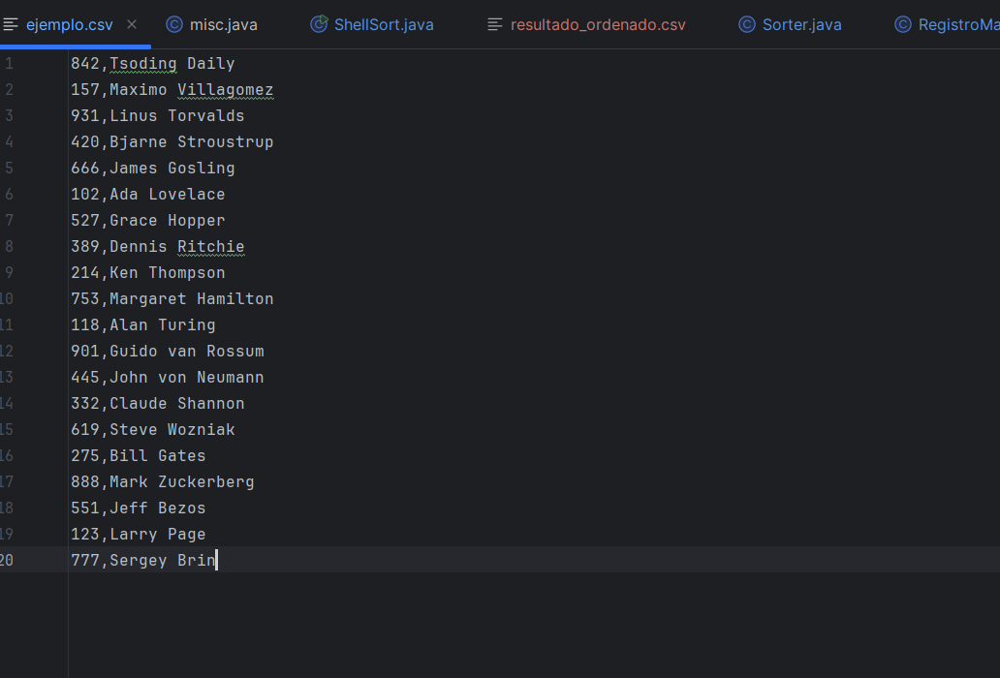 ejemplo.csv misc.java ShellSort.java resultado_ordenado.csv Sorter.java RegistroMa
1 842,Tsoding Daily
2 157,Maximo Villagomez
3 931,Linus Torvalds
4 420,Bjarne Stroustrup
5 666,James Gosling
6 102,Ada Lovelace
7 527,Grace Hopper
8 389,Dennis Ritchie
9 214,Ken Thompson
10 753,Margaret Hamilton
11 118,Alan Turing
12 901,Guido van Rossum
13 445,John von Neumann
14 332,Claude Shannon
15 619,Steve Wozniak
16 275,Bill Gates
17 888,Mark Zuckerberg
18 551,Jeff Bezos
19 123,Larry Page
20 777,Sergey Brin